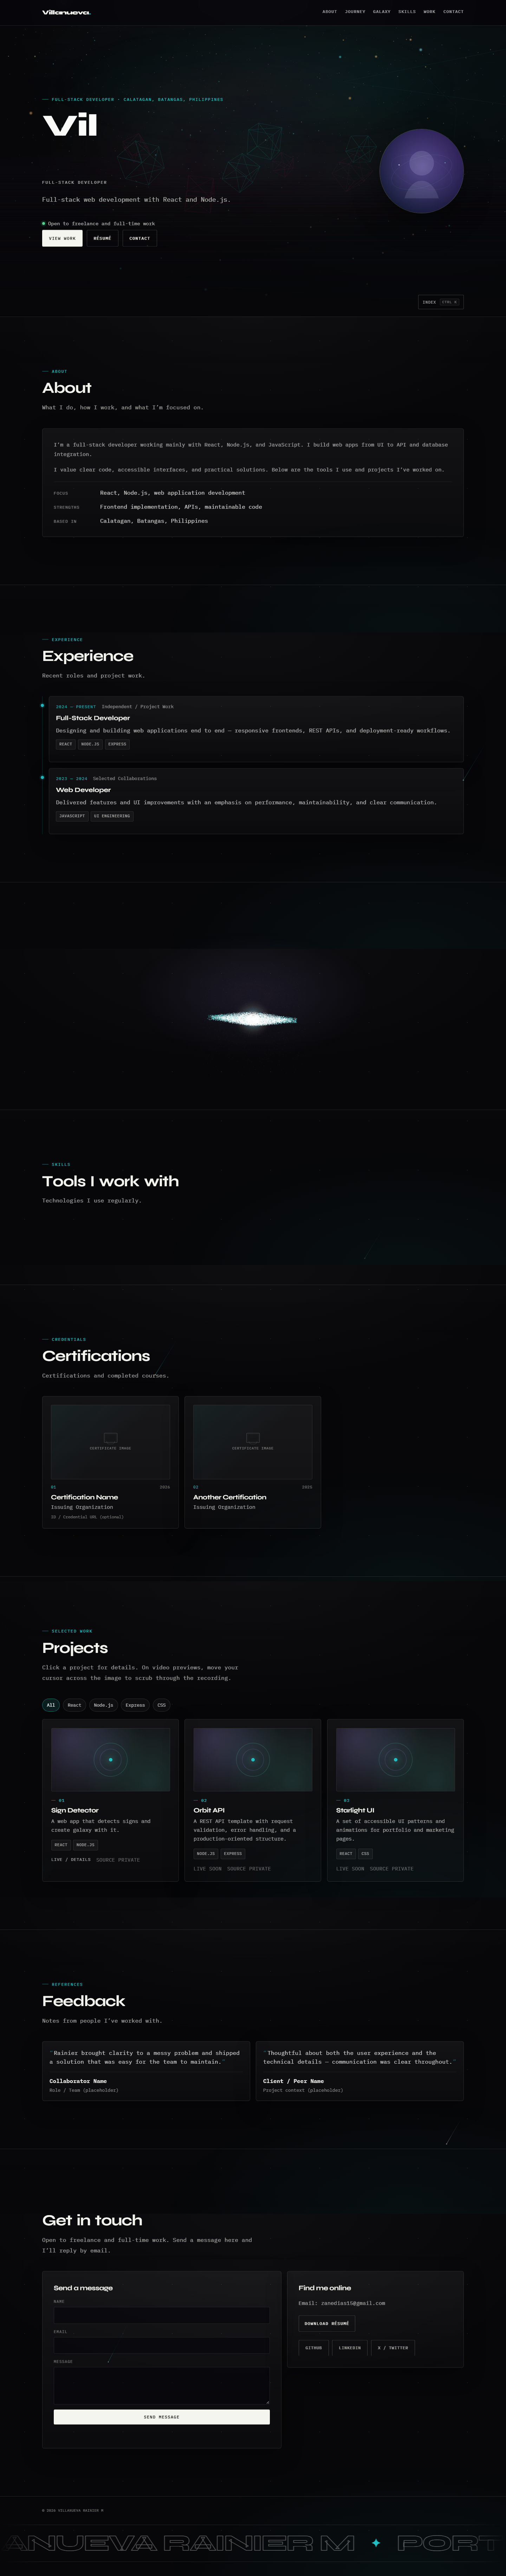 Villanueva.
ABOUT JOURNEY GALAXY SKILLS WORK CONTACT
FULL-STACK DEVELOPER · CALATAGAN, BATANGAS, PHILIPPINES
Vil
FULL-STACK DEVELOPER
Full-stack web development with React and Node.js.
Open to freelance and full-time work
VIEW WORK RÉSUMÉ CONTACT
INDEX CTRL K
ABOUT
About
What I do, how I work, and what I'm focused on.
I'm a full-stack developer working mainly with React, Node.js, and JavaScript. I build web apps from UI to API and database
integration.
I value clear code, accessible interfaces, and practical solutions. Below are the tools I use and projects I've worked on.
FOCUS React, Node.js, web application development
STRENGTHS Frontend implementation, APIs, maintainable code
BASED IN Calatagan, Batangas, Philippines
EXPERIENCE
Experience
Recent roles and project work.
2024 — PRESENT Independent / Project Work
Full-Stack Developer
Designing and building web applications end to end — responsive frontends, REST APIs, and deployment-ready workflows.
REACT NODE.JS EXPRESS
2023 — 2024 Selected Collaborations
Web Developer
Delivered features and UI improvements with an emphasis on performance, maintainability, and clear communication.
JAVASCRIPT UI ENGINEERING
SKILLS
Tools I work with
Technologies I use regularly.
CREDENTIALS
Certifications
Certifications and completed courses.
CERTIFICATE IMAGE
01 2026
Certification Name
Issuing Organization
ID / Credential URL (optional)
CERTIFICATE IMAGE
02 2025
Another Certification
Issuing Organization
SELECTED WORK
Projects
Click a project for details. On video previews, move your
cursor across the image to scrub through the recording.
All React Node.js Express CSS
01
Sign Detector
A web app that detects signs and
create galaxy with it.
REACT NODE.JS
LIVE / DETAILS SOURCE PRIVATE
02
Orbit API
A REST API template with request
validation, error handling, and a
production-oriented structure.
NODE.JS EXPRESS
LIVE SOON SOURCE PRIVATE
03
Starlight UI
A set of accessible UI patterns and
animations for portfolio and marketing
pages.
REACT CSS
LIVE SOON SOURCE PRIVATE
REFERENCES
Feedback
Notes from people I've worked with.
"Rainier brought clarity to a messy problem and shipped
a solution that was easy for the team to maintain."
Collaborator Name
Role / Team (placeholder)
"Thoughtful about both the user experience and the
technical details — communication was clear throughout."
Client / Peer Name
Project context (placeholder)
Get in touch
Open to freelance and full-time work. Send a message here and
I'll reply by email.
Send a message
NAME
EMAIL
MESSAGE
SEND MESSAGE
Find me online
Email: zanedias16@gmail.com
DOWNLOAD RÉSUMÉ
GITHUB LINKEDIN X / TWITTER
© 2026 VILLANUEVA RAINIER M
ANUEVA RAINIER M ✦ PORT